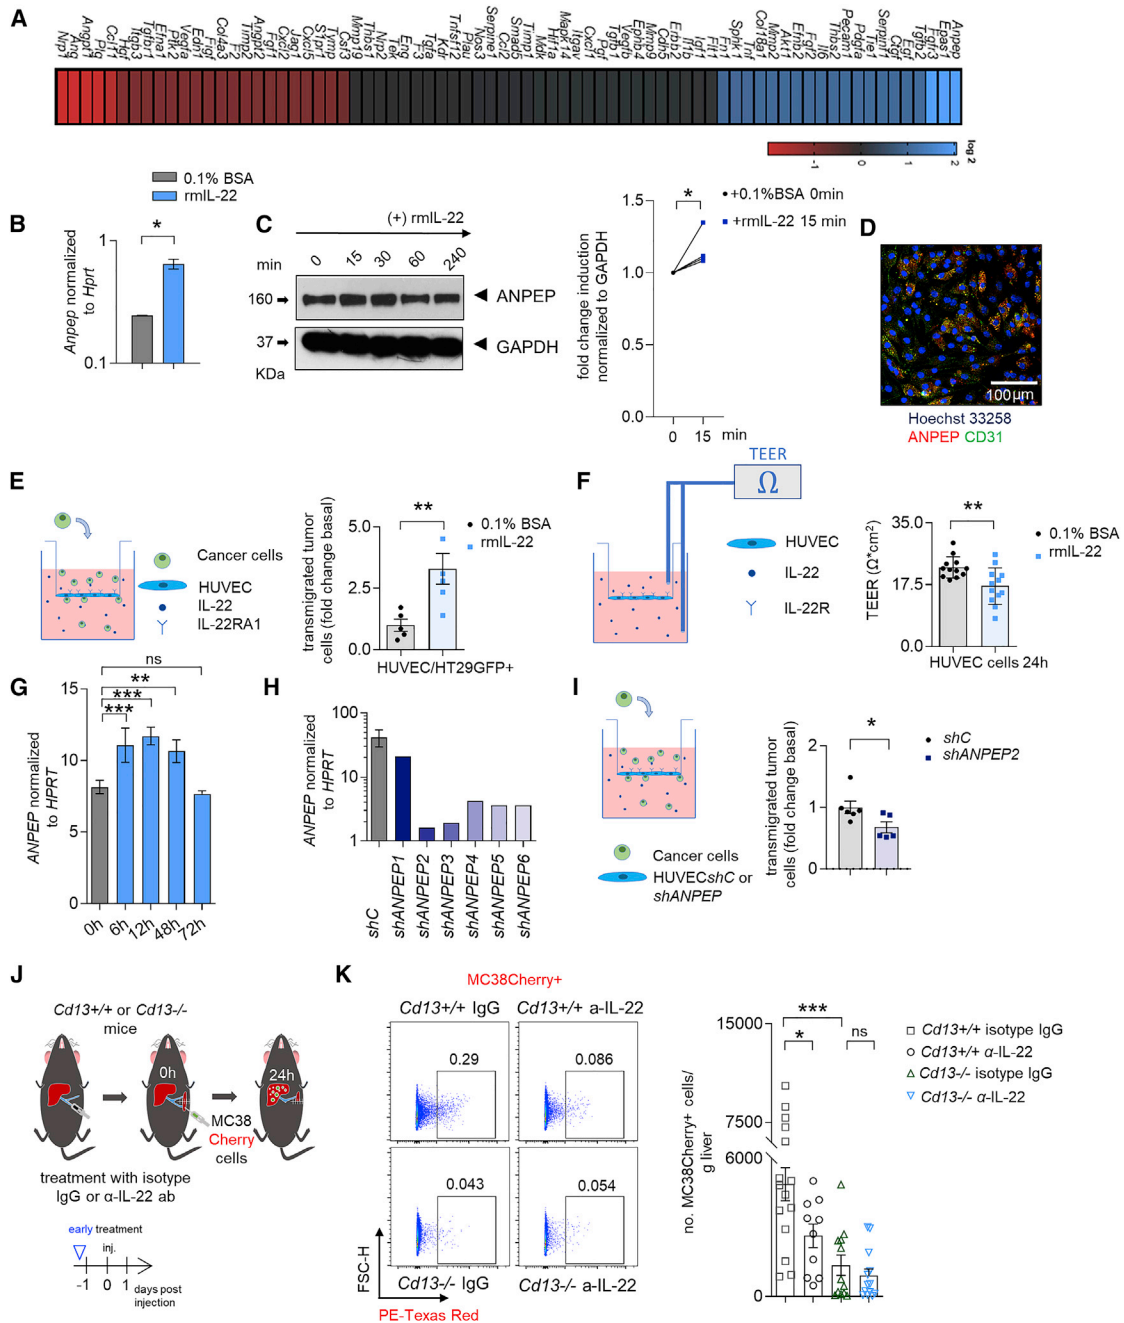 A
Nrp1
Ang
Angpt1
Plg
Ccl11
Hgf
Itgb3
Tgfbr1
Efna1
Plk2
Vegfa
Edn1
Figf
Col4a3
F2
Angpt2
Timp3
Cxcl2
Jag1
Cxcl5
S1pr1
Tymp
Csf3
Mmp19
Thbs1
Nrp2
Tek
Eng
F3
Tgfa
Kdr
Tnfsf12
Plau
Nos3
Serpine1
Ccl2
Smad5
Timp1
Mdk
Hif1a
Mapk14
Itgav
Cxcl1
Pgf
Tgfb1
Vegfb
Ephb4
Mmp9
Cdh5
Erbb2
Il1b
Igf1
Flt1
Fn1
Sphk1
Tnf
Col18a1
Mmp2
Akt1
Efnb2
Fgf2
Il6
Thbs2
Pecam1
Pdgfa
Tie1
Serpinf1
Ctgf
Egf
Tgfb2
Fgfr3
Epas1
Anpep
log 2
-1 0 1 2
0.1% BSA
rmIL-22
B
Anpep normalized
to Hprt
1
0.1
*
C
(+) rmIL-22
min 0 15 30 60 240
160 ANPEP
37 GAPDH
KDa
fold change induction
normalized to GAPDH
1.5
1.0
0.5
0.0
*
0 15 min
+0.1%BSA 0min
+rmIL-22 15 min
D
100µm
Hoechst 33258
ANPEP CD31
E
Cancer cells
HUVEC
IL-22
IL-22RA1
transmigrated tumor
cells (fold change basal)
5.0
2.5
0.0
**
0.1% BSA
rmIL-22
HUVEC/HT29GFP+
F
TEER
Ω
HUVEC
IL-22
IL-22R
TEER (Ω*cm2)
35.0
17.5
0.0
**
0.1% BSA
rmIL-22
HUVEC cells 24h
G
ANPEP normalized
to HPRT
15
10
5
0
ns
**
***
***
0h 6h 12h 48h 72h
H
ANPEP normalized
to HPRT
100
10
1
shC
shANPEP1
shANPEP2
shANPEP3
shANPEP4
shANPEP5
shANPEP6
I
Cancer cells
HUVECshC or
shANPEP
transmigrated tumor
cells (fold change basal)
2
1
0
*
shC
shANPEP2
J
Cd13+/+ or Cd13-/-
mice
0h
24h
MC38
Cherry
cells
treatment with isotype
IgG or α-IL-22 ab
early treatment
inj.
-1 0 1 days post
injection
K
MC38Cherry+
Cd13+/+ IgG Cd13+/+ a-IL-22
0.29 0.086
0.043 0.054
Cd13-/- IgG Cd13-/- a-IL-22
FSC-H
PE-Texas Red
no. MC38Cherry+ cells/
g liver
15000
7500
6000
0
***
*
ns
Cd13+/+ isotype IgG
Cd13+/+ α-IL-22
Cd13-/- isotype IgG
Cd13-/- α-IL-22